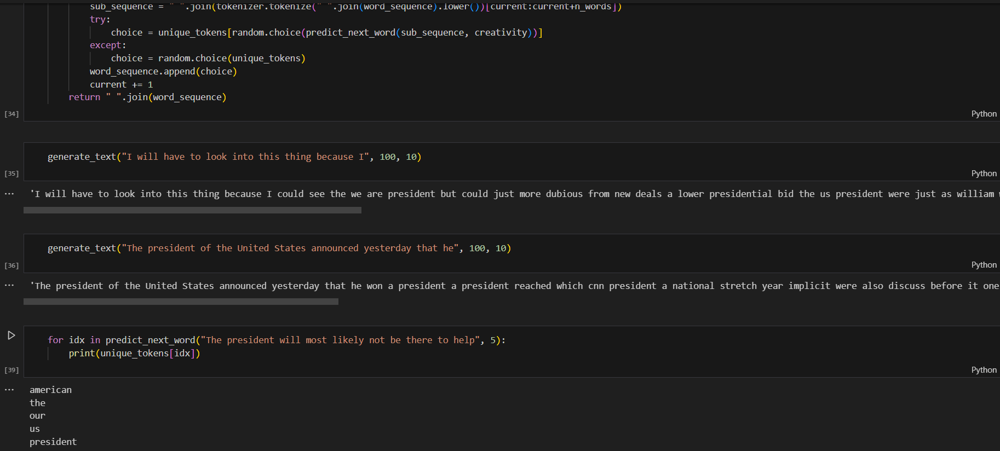 sub_sequence = " ".join(tokenizer.tokenize(" ".join(word_sequence).lower())[current:current+n_words])
try:
choice = unique_tokens[random.choice(predict_next_word(sub_sequence, creativity))]
except:
choice = random.choice(unique_tokens)
word_sequence.append(choice)
current += 1
return " ".join(word_sequence)
[34]
Python
generate_text("I will have to look into this thing because I", 100, 10)
[35]
Python
'I will have to look into this thing because I could see the we are president but could just more dubious from new deals a lower presidential bid the us president were just as william
generate_text("The president of the United States announced yesterday that he", 100, 10)
[36]
Python
'The president of the United States announced yesterday that he won a president a president reached which cnn president a national stretch year implicit were also discuss before it one
for idx in predict_next_word("The president will most likely not be there to help", 5):
print(unique_tokens[idx])
[39]
Python
american
the
our
us
president